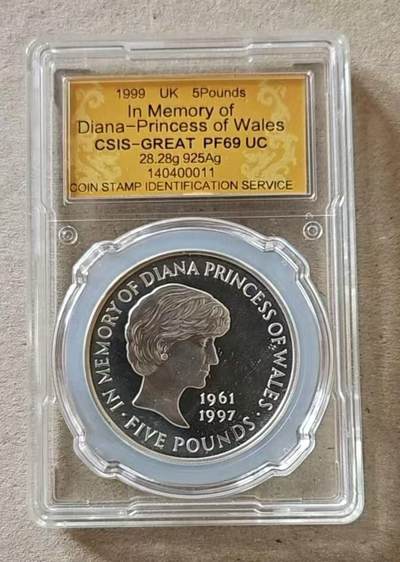 1999 UK 5Pounds
In Memory of
Diana-Princess of Wales
CSIS-GREAT PF69 UC
28.28g 925Ag
140400011
COIN STAMP IDENTIFICATION SERVICE
IN MEMORY OF DIANA PRINCESS OF WALES
1961
1997
· FIVE POUNDS ·